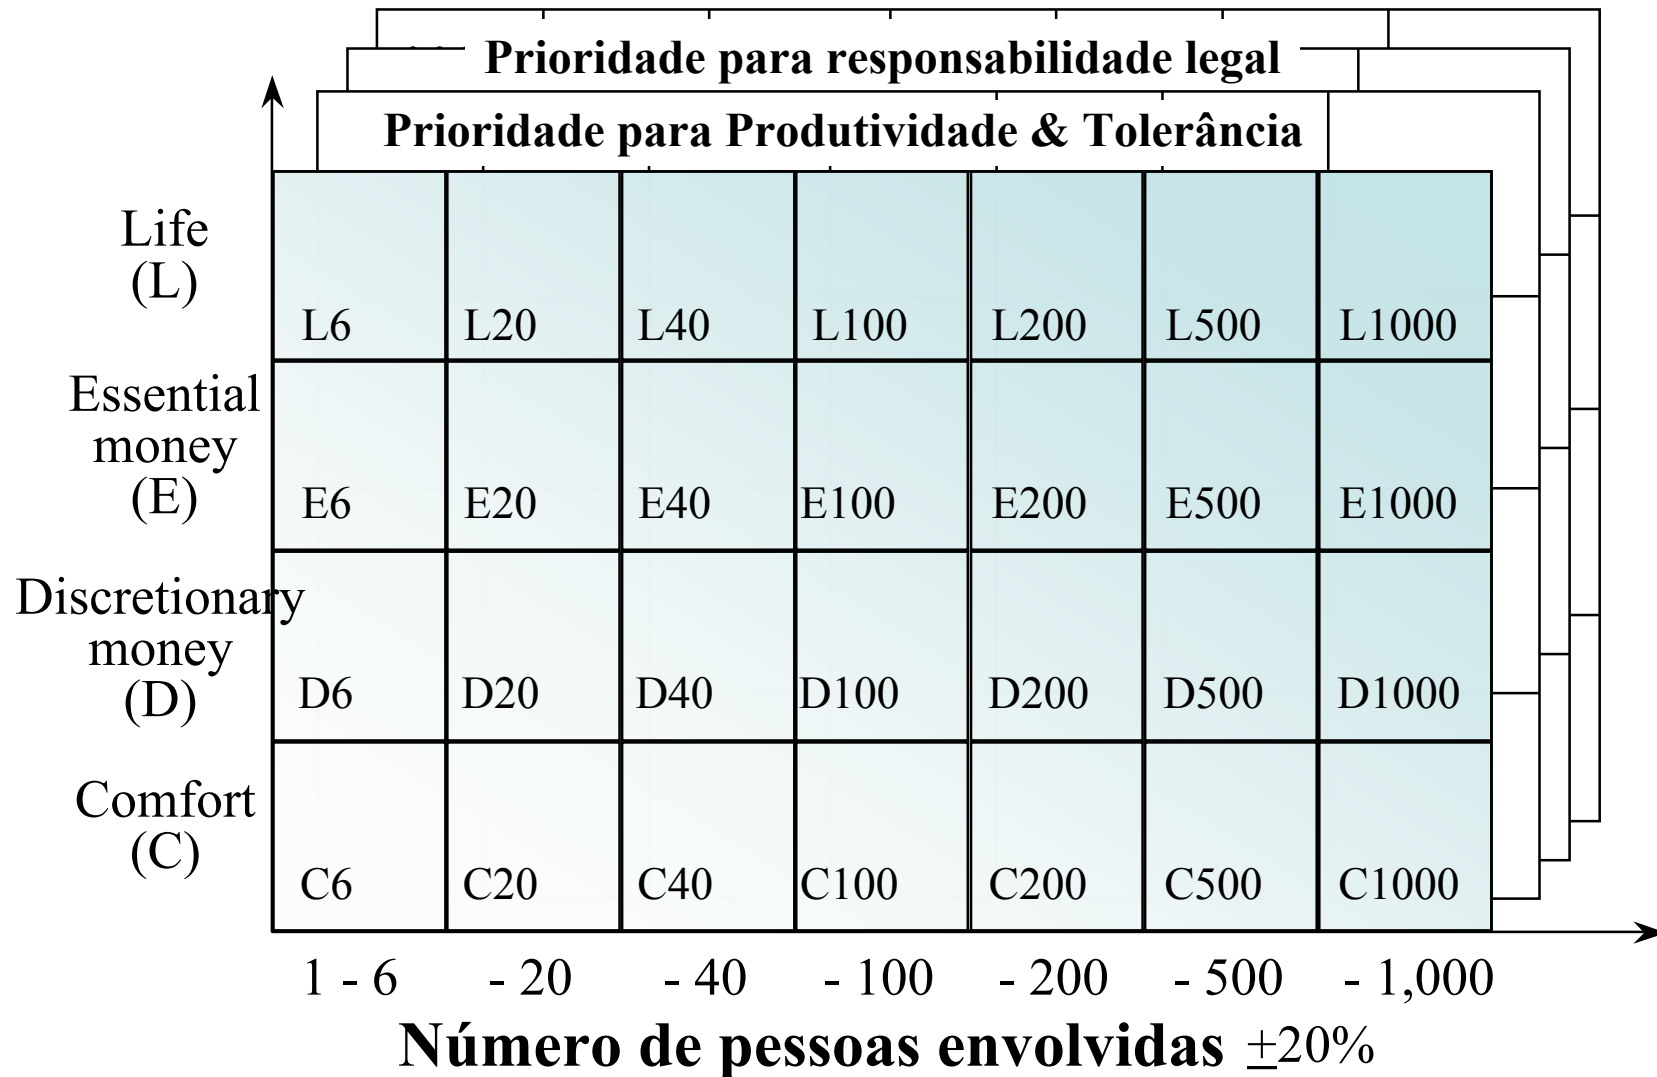 Prioridade para responsabilidade legal
Prioridade para Produtividade & Tolerância
Life
(L)
L6 L20 L40 L100 L200 L500 L1000
Essential
money
(E)
E6 E20 E40 E100 E200 E500 E1000
Discretionary
money
(D)
D6 D20 D40 D100 D200 D500 D1000
Comfort
(C)
C6 C20 C40 C100 C200 C500 C1000
1 - 6 - 20 - 40 - 100 - 200 - 500 - 1,000
Número de pessoas envolvidas ±20%